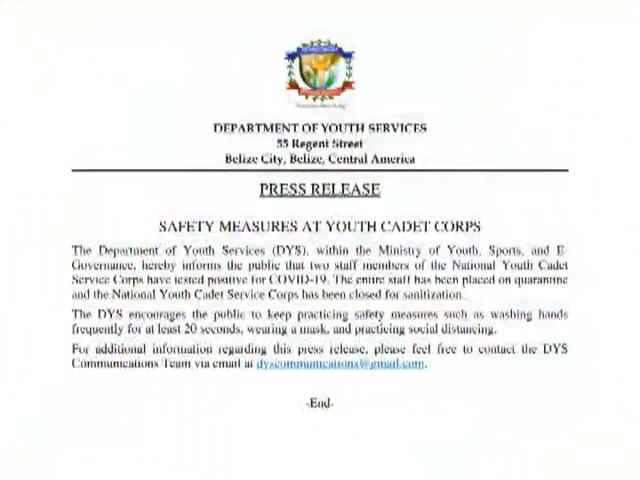 DEPARTMENT OF YOUTH SERVICES
55 Regent Street
Belize City, Belize, Central America
PRESS RELEASE
SAFETY MEASURES AT YOUTH CADET CORPS
The Department of Youth Services (DYS), within the Ministry of Youth, Sports, and E
Governance, hereby informs the public that two staff members of the National Youth Cadet
Service Corps have tested positive for COVID-19. The entire staff has been placed on quarantine
and the National Youth Cadet Service Corps has been closed for sanitization.
The DYS encourages the public to keep practicing safety measures such as washing hands
frequently for at least 20 seconds, wearing a mask, and practicing social distancing.
For additional information regarding this press release, please feel free to contact the DYS
Communications Team via email at dyscommunications@gmail.com.
-End-